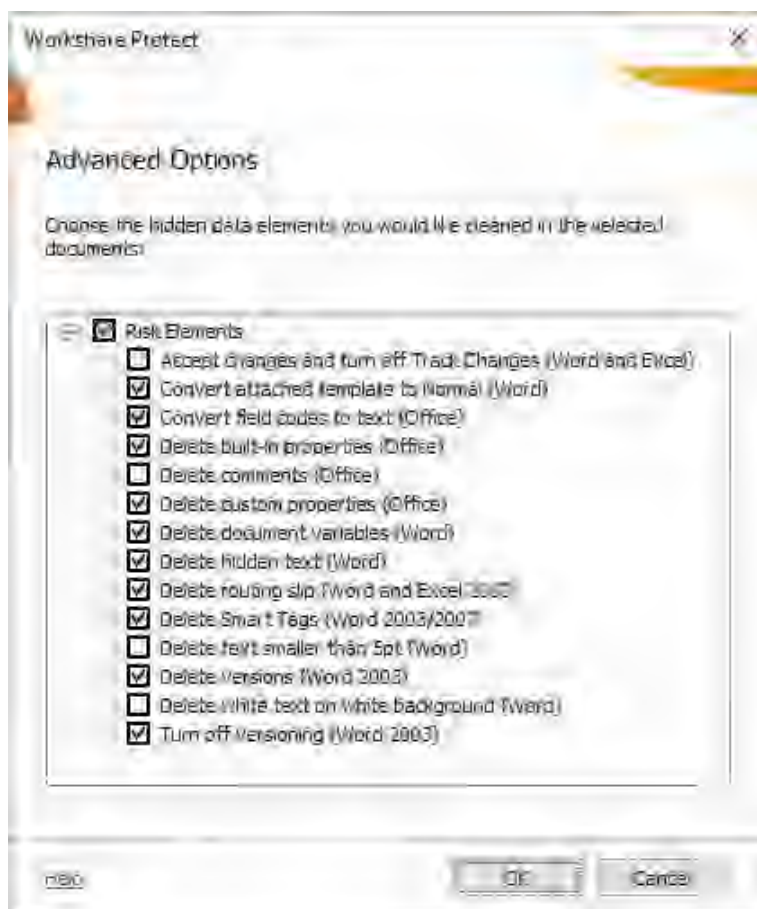 Workshare Protect
Advanced Options
Choose the hidden data elements you would like cleaned in the selected
documents:
Risk Elements
Accept changes and turn off Track Changes (Word and Excel)
Convert attached template to Normal (Word)
Convert field codes to text (Office)
Delete built-in properties (Office)
Delete comments (Office)
Delete custom properties (Office)
Delete document variables (Word)
Delete hidden text (Word)
Delete routing slip (Word and Excel
Delete Smart Tags (Word 2003/2007)
Delete text smaller than 5pt (Word)
Delete versions (Word 2003)
Delete white text on white background (Word)
Turn off versioning (Word 2003)
Help
OK
Cancel